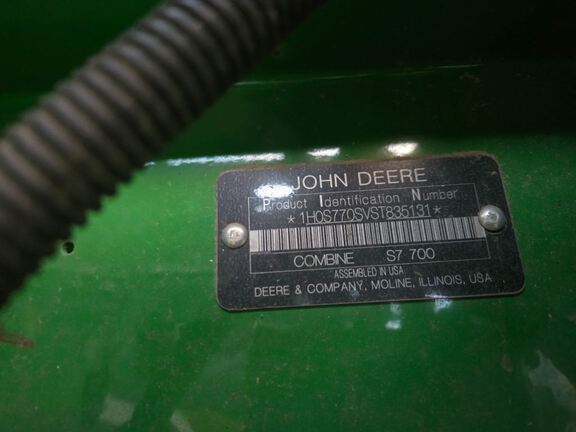 JOHN DEERE
Product Identification Number
*1H0S770SVST835131*
COMBINE S7 700
ASSEMBLED IN USA
DEERE & COMPANY, MOLINE, ILLINOIS, USA